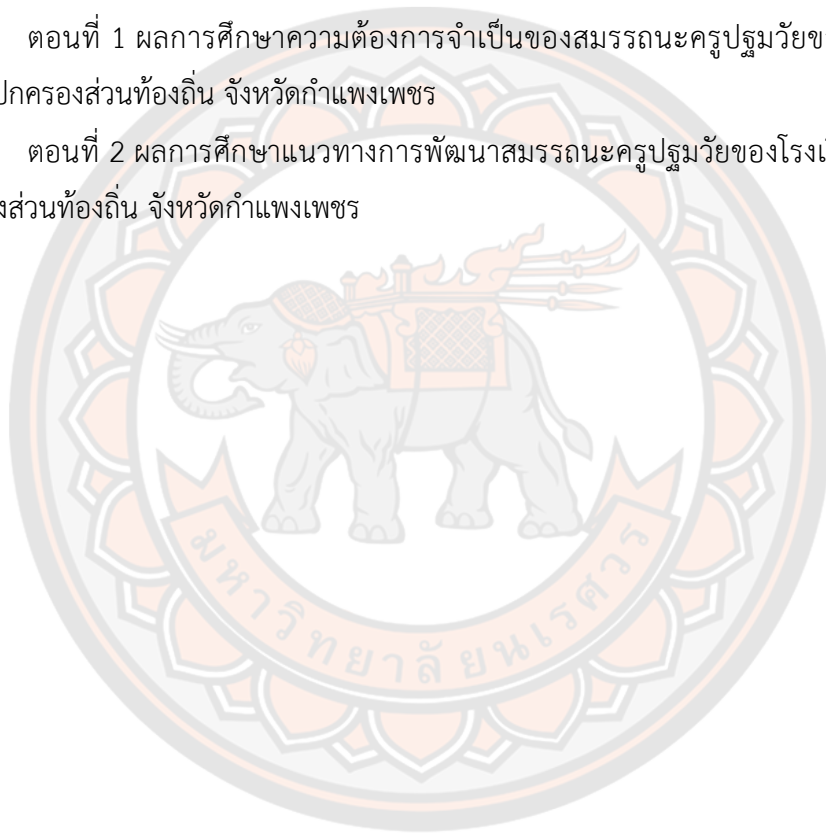 ตอนที่ 1 ผลการศึกษาความต้องการจำเป็นของสมรรถนะครูปฐมวัยข
ปกครองส่วนท้องถิ่น จังหวัดกำแพงเพชร
ตอนที่ 2 ผลการศึกษาแนวทางการพัฒนาสมรรถนะครูปฐมวัยของโรงเ
งส่วนท้องถิ่น จังหวัดกำแพงเพชร
มหาวิทยาลัยนเรศวร